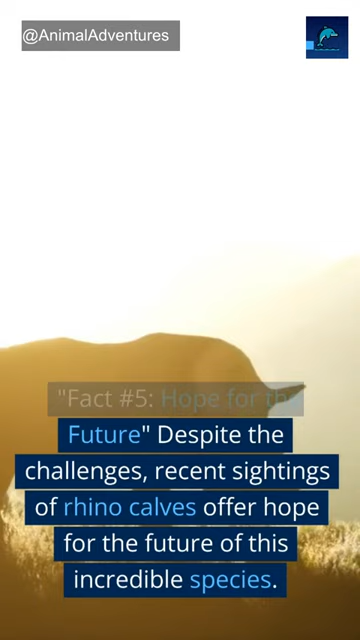 @AnimalAdventures
"Fact #5: Hope for the
Future" Despite the
challenges, recent sightings
of rhino calves offer hope
for the future of this
incredible species.